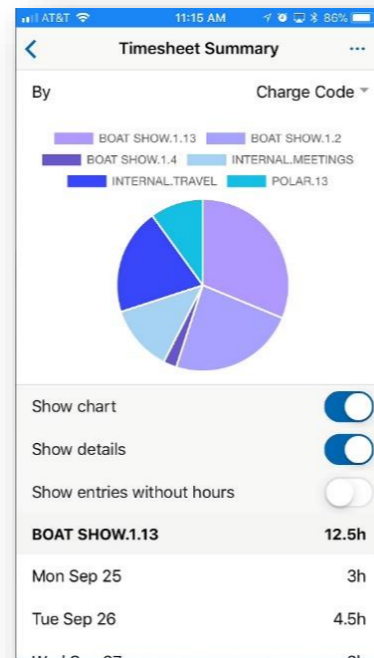 AT&T 11:15 AM 86%
Timesheet Summary ...
By Charge Code
BOAT SHOW.1.13 BOAT SHOW.1.2
BOAT SHOW.1.4 INTERNAL.MEETINGS
INTERNAL.TRAVEL POLAR.13
Show chart
Show details
Show entries without hours
BOAT SHOW.1.13 12.5h
Mon Sep 25 3h
Tue Sep 26 4.5h